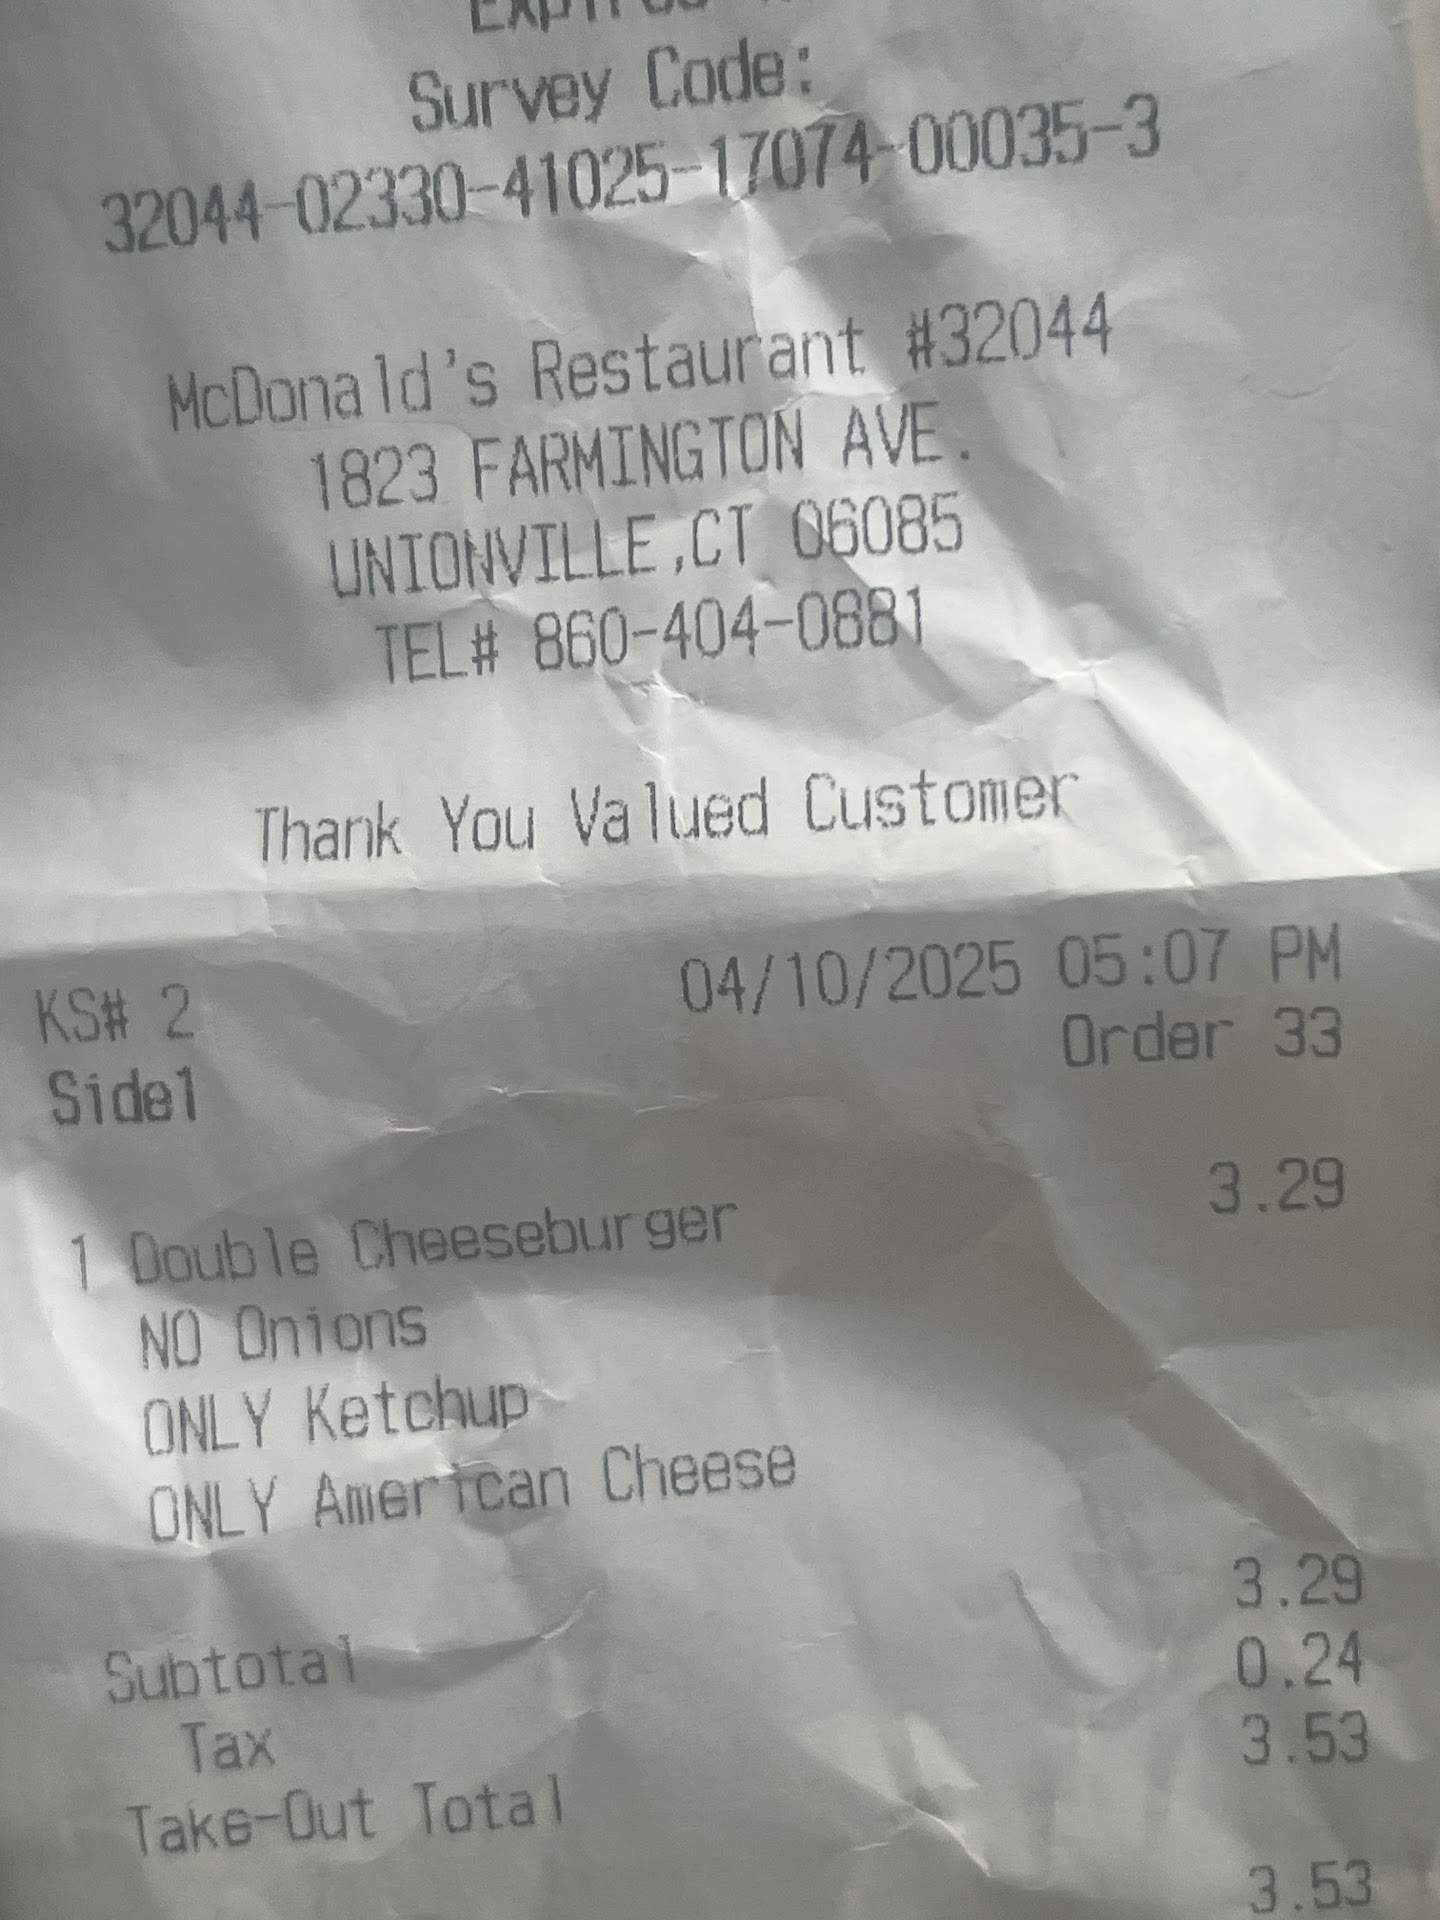 Survey Code:
32044-02330-41025-17074-00035-3
McDonald's Restaurant #32044
1823 FARMINGTON AVE.
UNIONVILLE,CT 06085
TEL# 860-404-0881
Thank You Valued Customer
KS# 2 04/10/2025 05:07 PM
Side1 Order 33
1 Double Cheeseburger 3.29
NO Onions
ONLY Ketchup
ONLY American Cheese
Subtotal 3.29
Tax 0.24
Take-Out Total 3.53
3.53